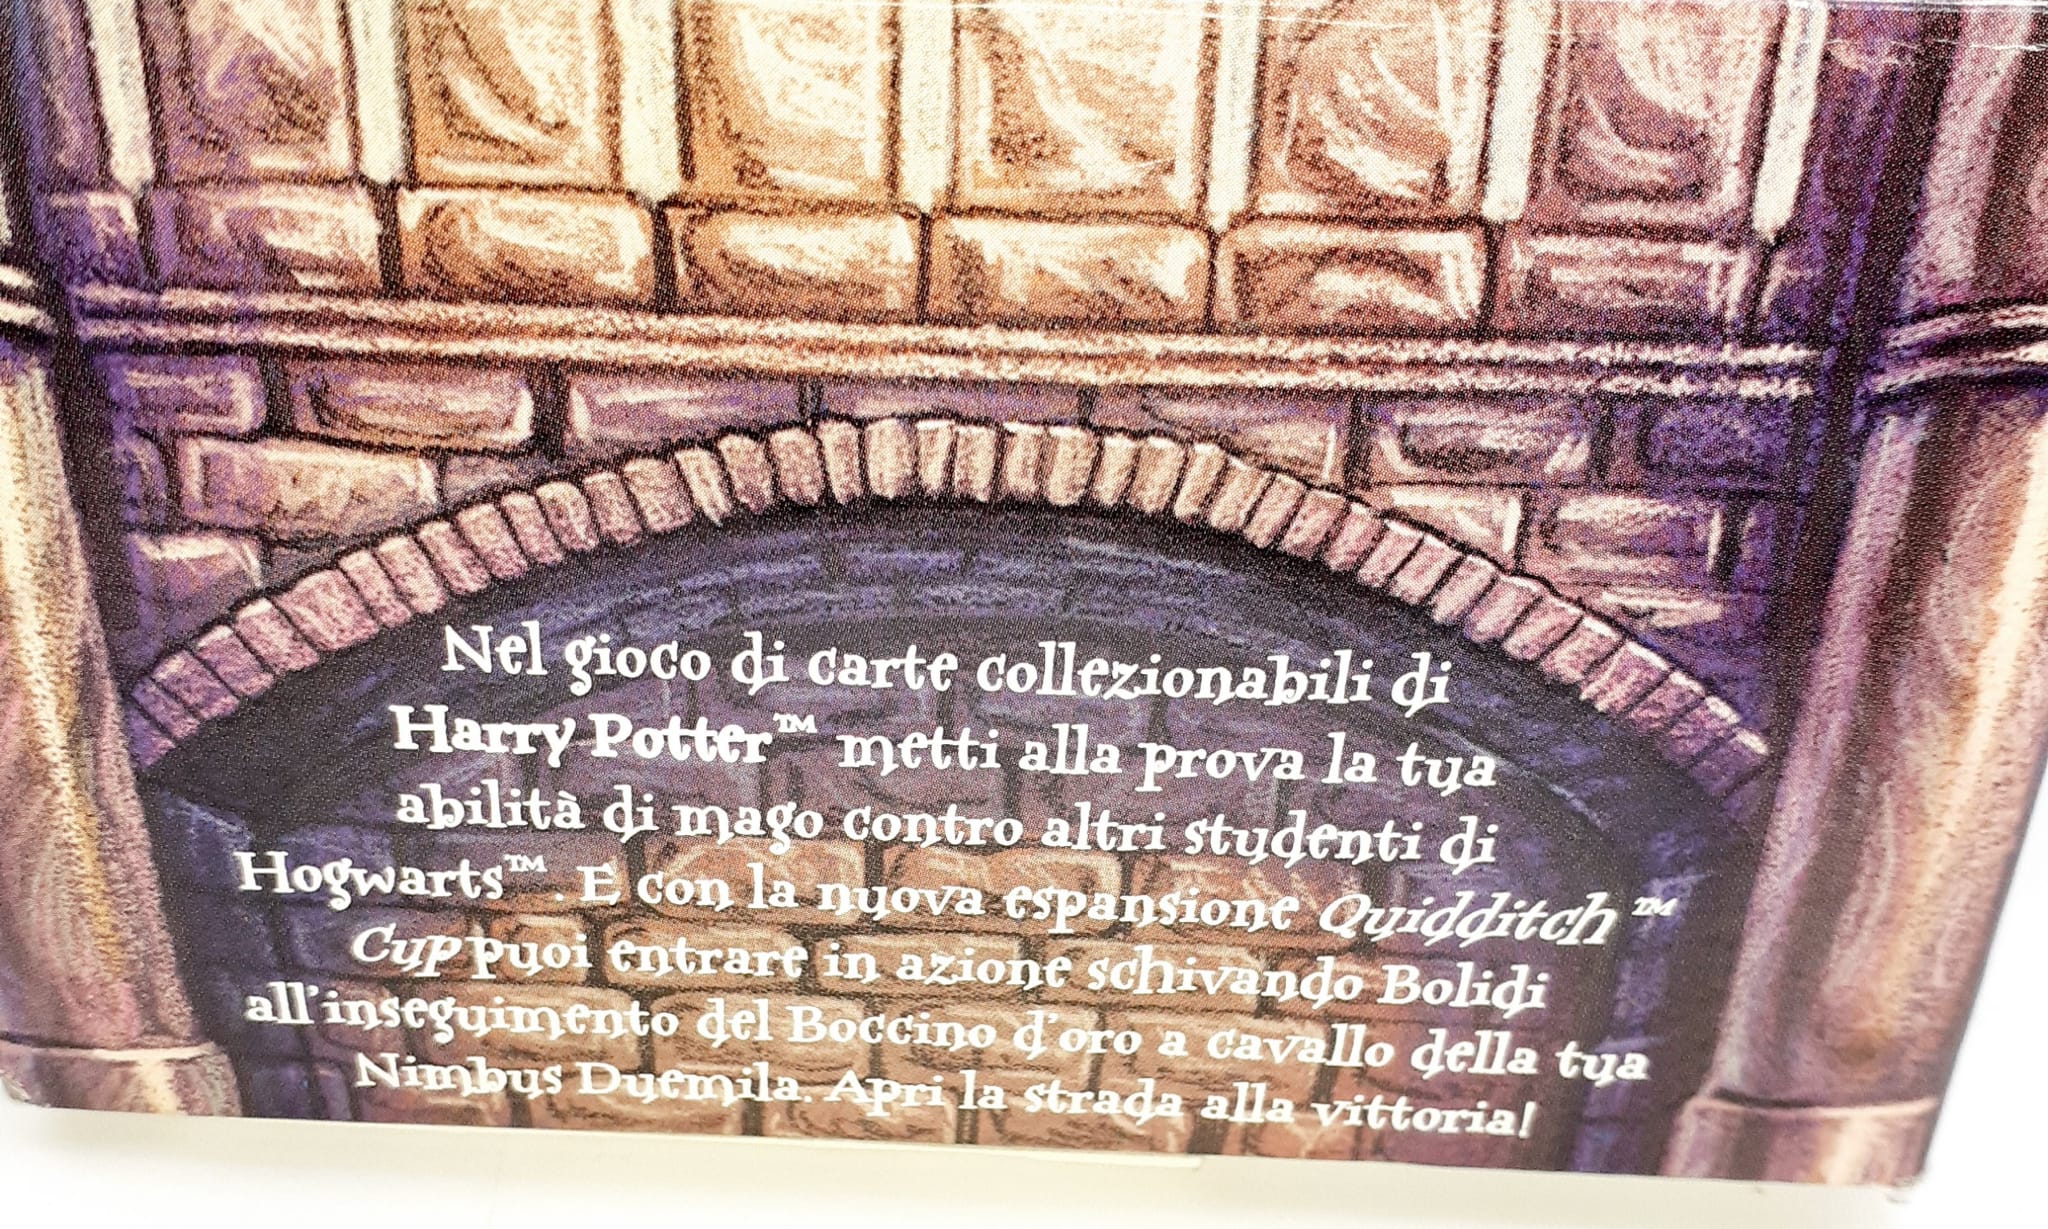 Nel gioco di carte collezionabili di
Harry Potter™ metti alla prova la tua
abilità di mago contro altri studenti di
Hogwarts™. E con la nuova espansione Quidditch™
Cup puoi entrare in azione schivando Bolidi
all'inseguimento del Boccino d'oro a cavallo della tua
Nimbus Duemila. Apri la strada alla vittoria!